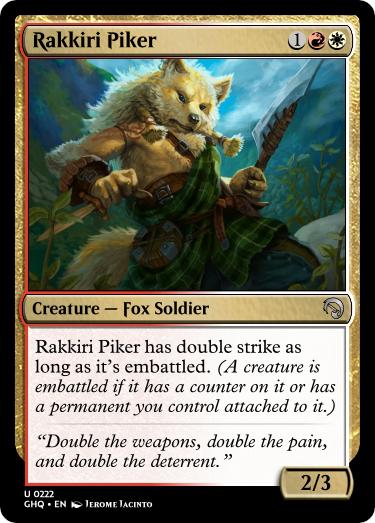 Rakkiri Piker 1
Creature — Fox Soldier
Rakkiri Piker has double strike as
long as it’s embattled. (A creature is
embattled if it has a counter on it or has
a permanent you control attached to it.)
“Double the weapons, double the pain,
and double the deterrent.”
2/3
U 0222
GHQ • EN Jerome Jacinto